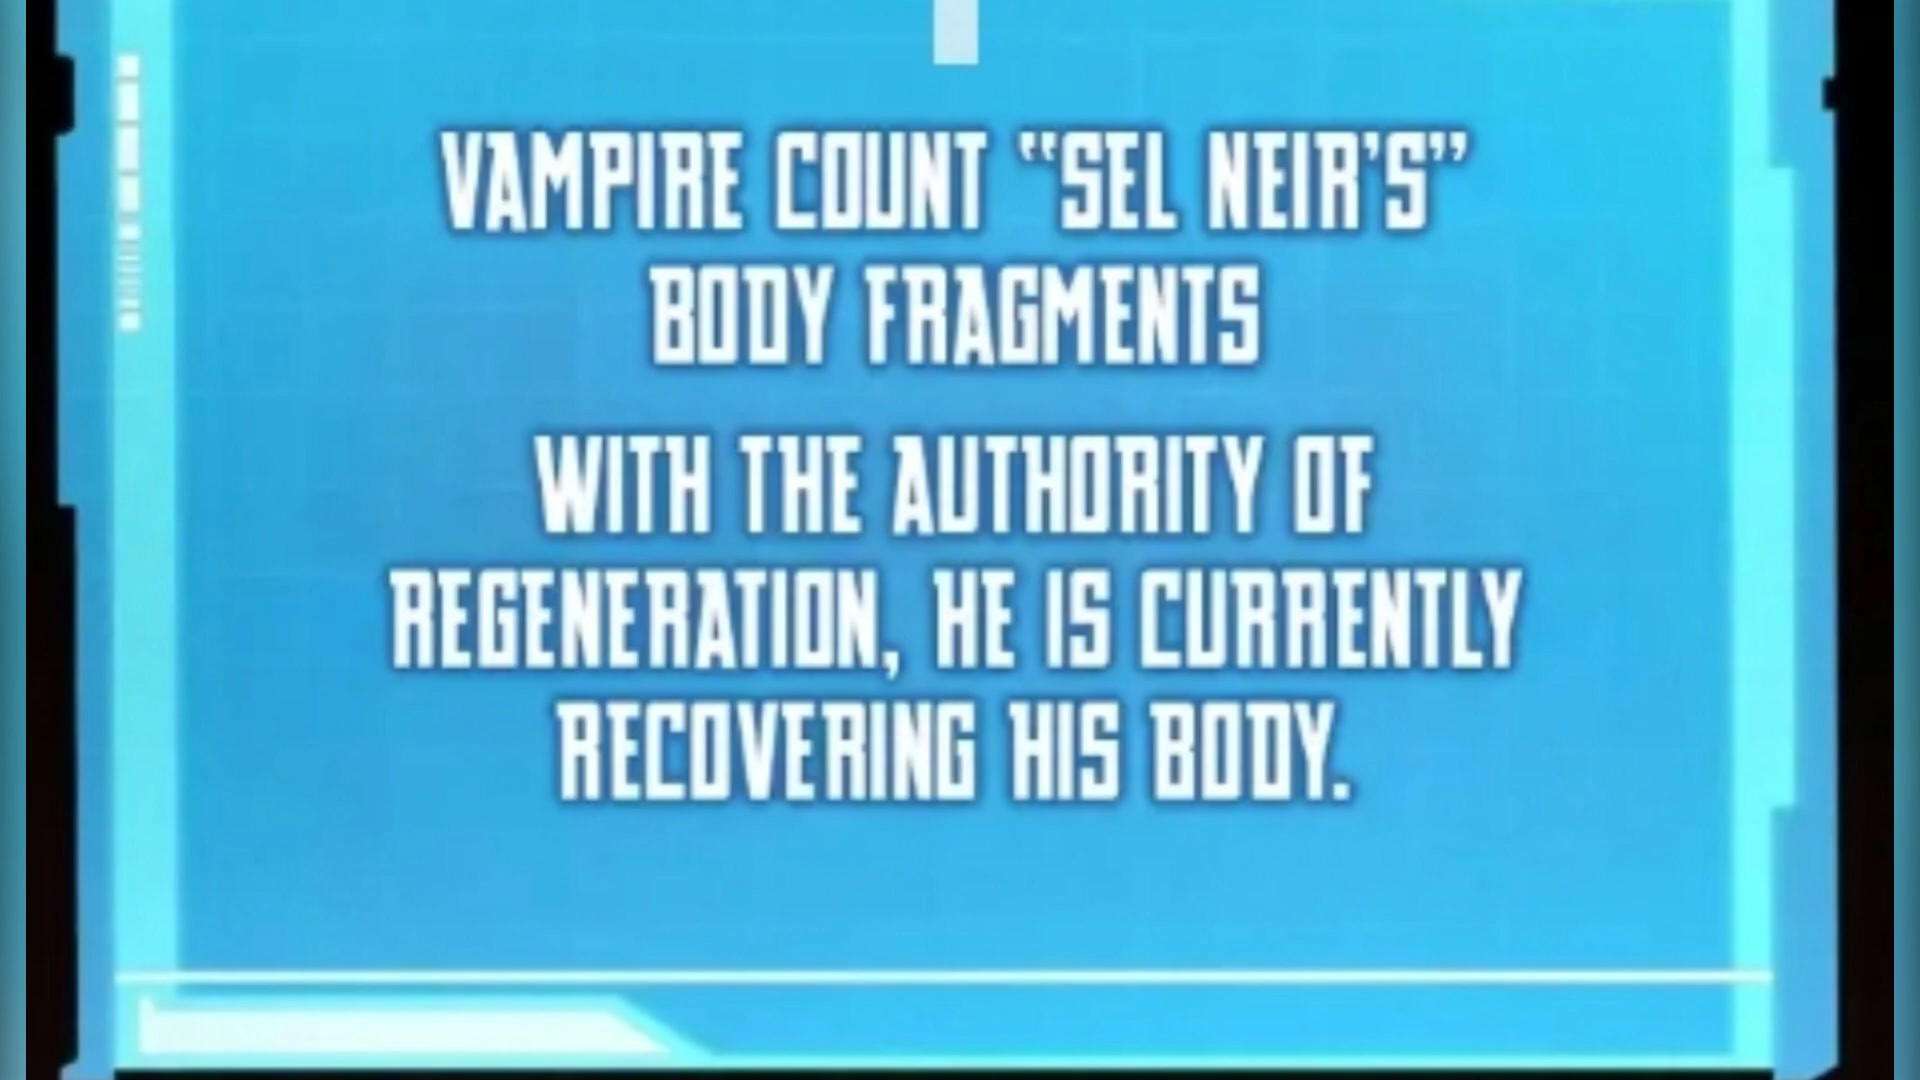 VAMPIRE COUNT “SEL NEIR’S”
BODY FRAGMENTS
WITH THE AUTHORITY OF
REGENERATION, HE IS CURRENTLY
RECOVERING HIS BODY.